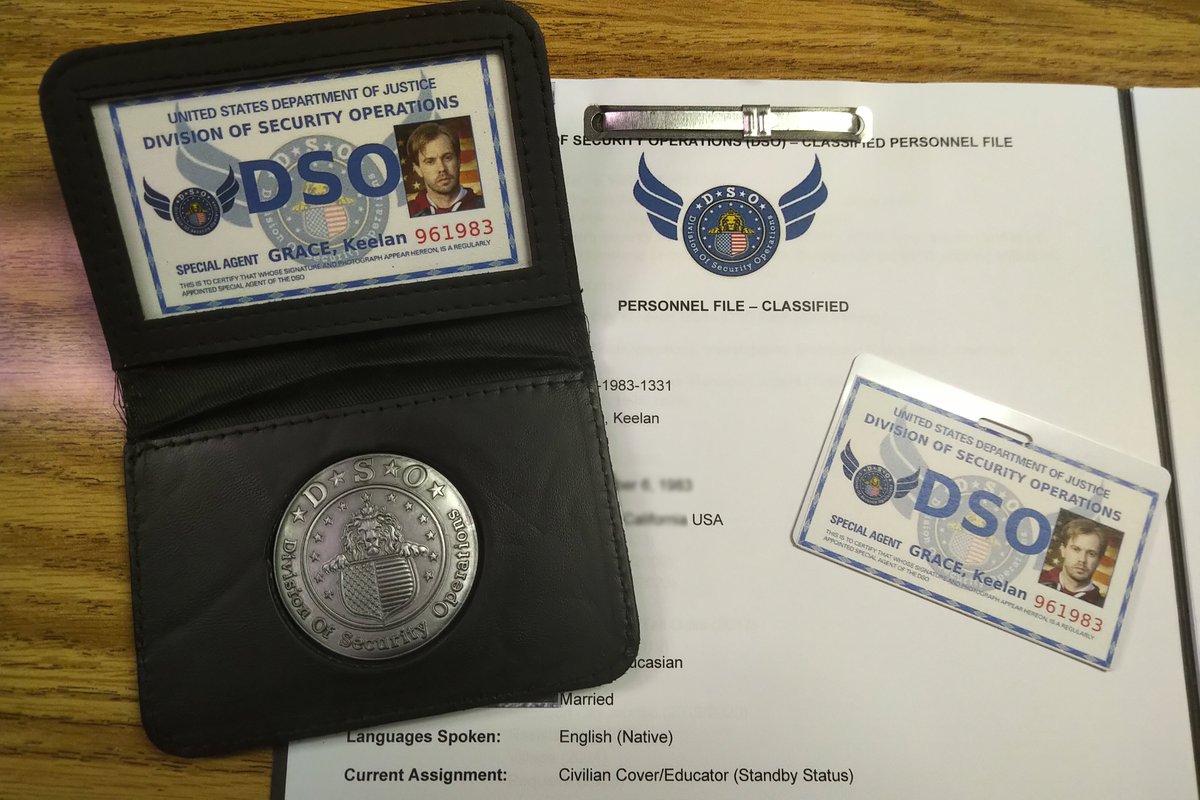 UNITED STATES DEPARTMENT OF JUSTICE
DIVISION OF SECURITY OPERATIONS
DSO
DSO
SPECIAL AGENT GRACE, Keelan 961983
THIS IS TO CERTIFY THAT WHOSE SIGNATURE AND PHOTOGRAPH APPEAR HEREON, IS A REGULARLY
APPOINTED SPECIAL AGENT OF THE DSO
D★S★O
Division Of Security Operations
OF SECURITY OPERATIONS (DSO) – CLASSIFIED PERSONNEL FILE
D★S★O
Division Of Security Operations
PERSONNEL FILE – CLASSIFIED
-1983-1331
, Keelan
6, 1983
California USA
ucasian
Married
Languages Spoken: English (Native)
Current Assignment: Civilian Cover/Educator (Standby Status)
UNITED STATES DEPARTMENT OF JUSTICE
DIVISION OF SECURITY OPERATIONS
DSO
SPECIAL AGENT GRACE, Keelan 961983
THIS IS TO CERTIFY THAT WHOSE SIGNATURE AND PHOTOGRAPH APPEAR HEREON, IS A REGULARLY
APPOINTED SPECIAL AGENT OF THE DSO